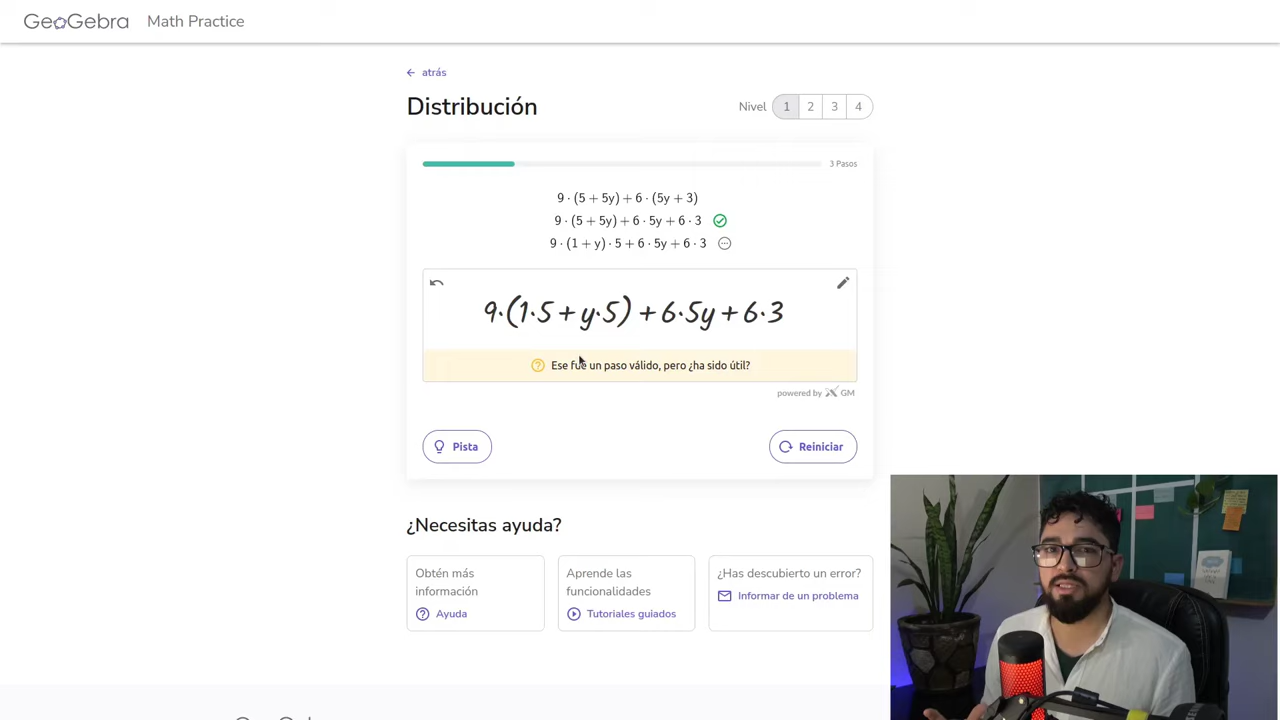 GeoGebra Math Practice
← atrás
Distribución
Nivel 1 2 3 4
3 Pasos
9 · (5 + 5y) + 6 · (5y + 3)
9 · (5 + 5y) + 6 · 5y + 6 · 3
9 · (1 + y) · 5 + 6 · 5y + 6 · 3
9·(1·5 + y·5) + 6·5y + 6·3
Ese fue un paso válido, pero ¿ha sido útil?
powered by GM
Pista
Reiniciar
¿Necesitas ayuda?
Obtén más
información
Ayuda
Aprende las
funcionalidades
Tutoriales guiados
¿Has descubierto un error?
Informar de un problema